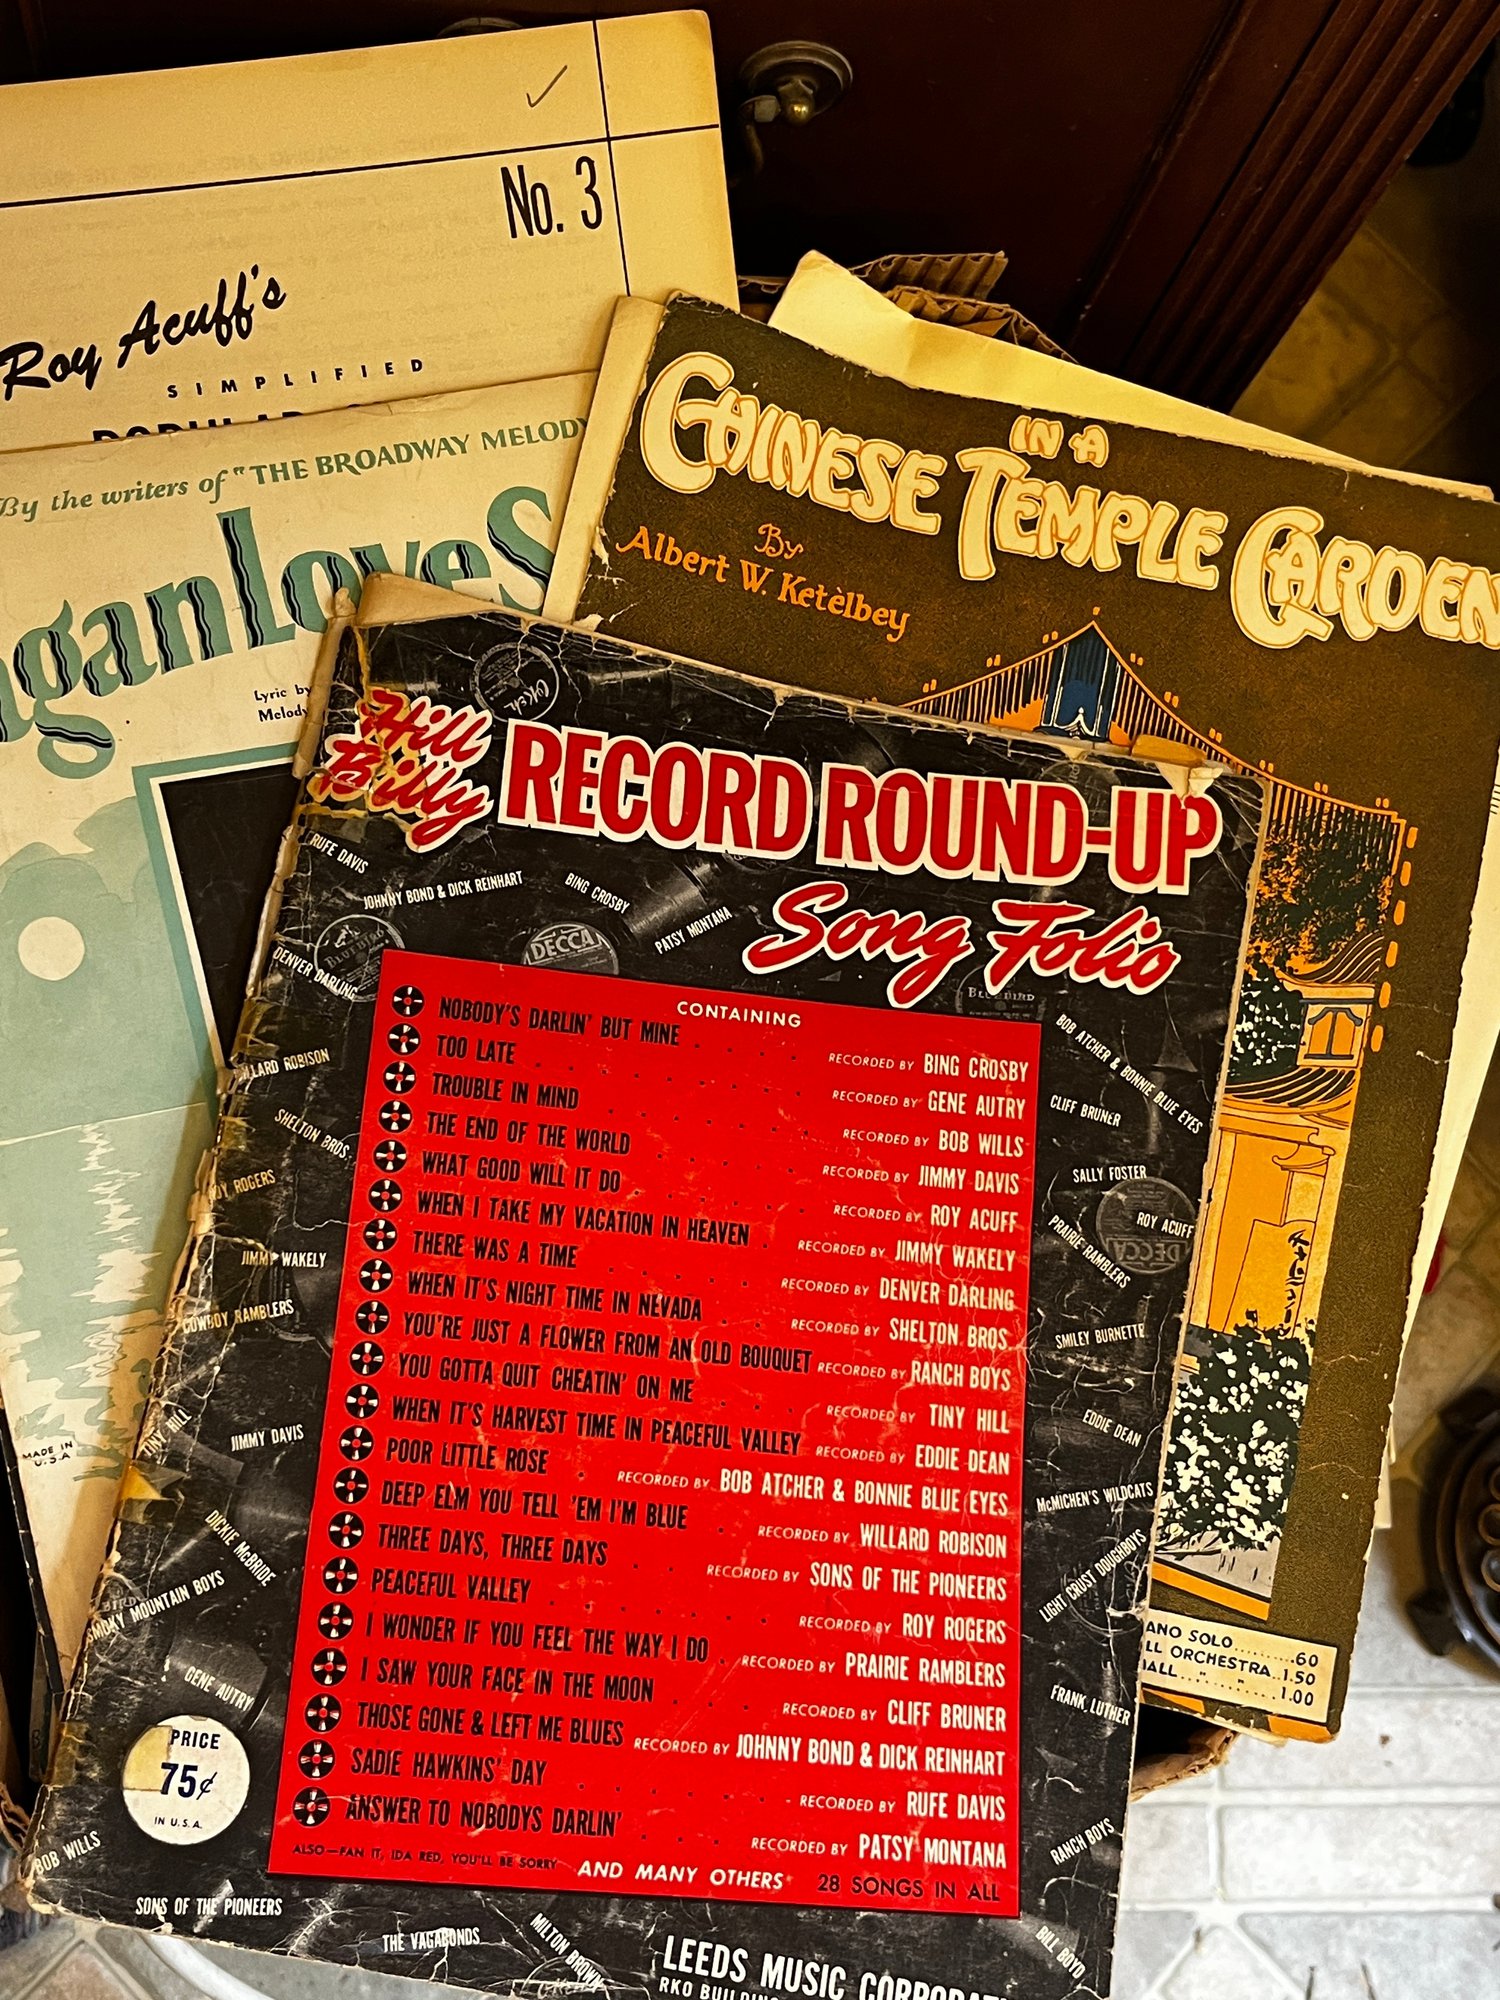 ✓
No. 3
Roy Acuff's
SIMPLIFIED
By the writers of "THE BROADWAY MELODY
Lyric by
Melody
MADE IN
U.S.A
IN A
CHINESE TEMPLE GARDEN
By
Albert W. Ketèlbey
ANO SOLO..........60
LL ORCHESTRA..1.50
1.00
Okeh
Hill Billy RECORD ROUND-UP
Song Folio
RUFE DAVIS
JOHNNY BOND & DICK REINHART
BING CROSBY
PATSY MONTANA
DENVER DARLING
BLUEBIRD
DECCA
BLUEBIRD
WILLARD ROBISON
SHELTON BROS.
ROY ROGERS
JIMMY WAKELY
COWBOY RAMBLERS
TINY HILL
JIMMY DAVIS
DICKIE McBRIDE
SMOKY MOUNTAIN BOYS
GENE AUTRY
PRICE
75¢
IN U.S.A.
BOB WILLS
SONS OF THE PIONEERS
THE VAGABONDS
MILTON BROWN
CONTAINING
NOBODY'S DARLIN' BUT MINE . . . . RECORDED BY BING CROSBY
TOO LATE . . . . . . . . RECORDED BY GENE AUTRY
TROUBLE IN MIND . . . . . . RECORDED BY BOB WILLS
THE END OF THE WORLD . . . . . RECORDED BY JIMMY DAVIS
WHAT GOOD WILL IT DO . . . . . RECORDED BY ROY ACUFF
WHEN I TAKE MY VACATION IN HEAVEN . RECORDED BY JIMMY WAKELY
THERE WAS A TIME . . . . . RECORDED BY DENVER DARLING
WHEN IT'S NIGHT TIME IN NEVADA . . . RECORDED BY SHELTON BROS.
YOU'RE JUST A FLOWER FROM AN OLD BOUQUET RECORDED BY RANCH BOYS
YOU GOTTA QUIT CHEATIN' ON ME . . . RECORDED BY TINY HILL
WHEN IT'S HARVEST TIME IN PEACEFUL VALLEY RECORDED BY EDDIE DEAN
POOR LITTLE ROSE . RECORDED BY BOB ATCHER & BONNIE BLUE EYES
DEEP ELM YOU TELL 'EM I'M BLUE . RECORDED BY WILLARD ROBISON
THREE DAYS, THREE DAYS . . RECORDED BY SONS OF THE PIONEERS
PEACEFUL VALLEY . . . . . . RECORDED BY ROY ROGERS
I WONDER IF YOU FEEL THE WAY I DO . RECORDED BY PRAIRIE RAMBLERS
I SAW YOUR FACE IN THE MOON . . . RECORDED BY CLIFF BRUNER
THOSE GONE & LEFT ME BLUES RECORDED BY JOHNNY BOND & DICK REINHART
SADIE HAWKINS' DAY . . . . . RECORDED BY RUFE DAVIS
ANSWER TO NOBODYS DARLIN' . . . RECORDED BY PATSY MONTANA
ALSO—FAN IT, IDA RED, YOU'LL BE SORRY AND MANY OTHERS 28 SONGS IN ALL
BOB ATCHER & BONNIE BLUE EYES
CLIFF BRUNER
SALLY FOSTER
ROY ACUFF
DECCA
PRAIRIE RAMBLERS
SMILEY BURNETTE
EDDIE DEAN
McMICHEN'S WILDCATS
LIGHT CRUST DOUGHBOYS
FRANK LUTHER
RANCH BOYS
BILL BOYD
LEEDS MUSIC CORPORAT
RKO BUILDING